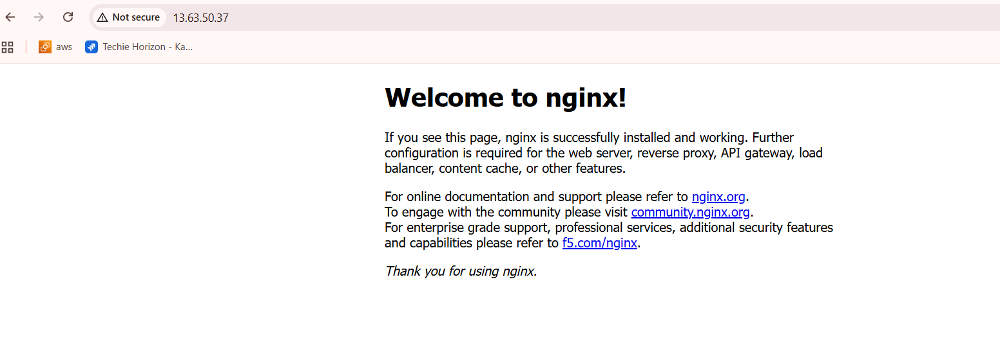 Not secure
13.63.50.37
aws
Techie Horizon - Ka...
Welcome to nginx!
If you see this page, nginx is successfully installed and working. Further
configuration is required for the web server, reverse proxy, API gateway, load
balancer, content cache, or other features.
For online documentation and support please refer to nginx.org.
To engage with the community please visit community.nginx.org.
For enterprise grade support, professional services, additional security features
and capabilities please refer to f5.com/nginx.
Thank you for using nginx.